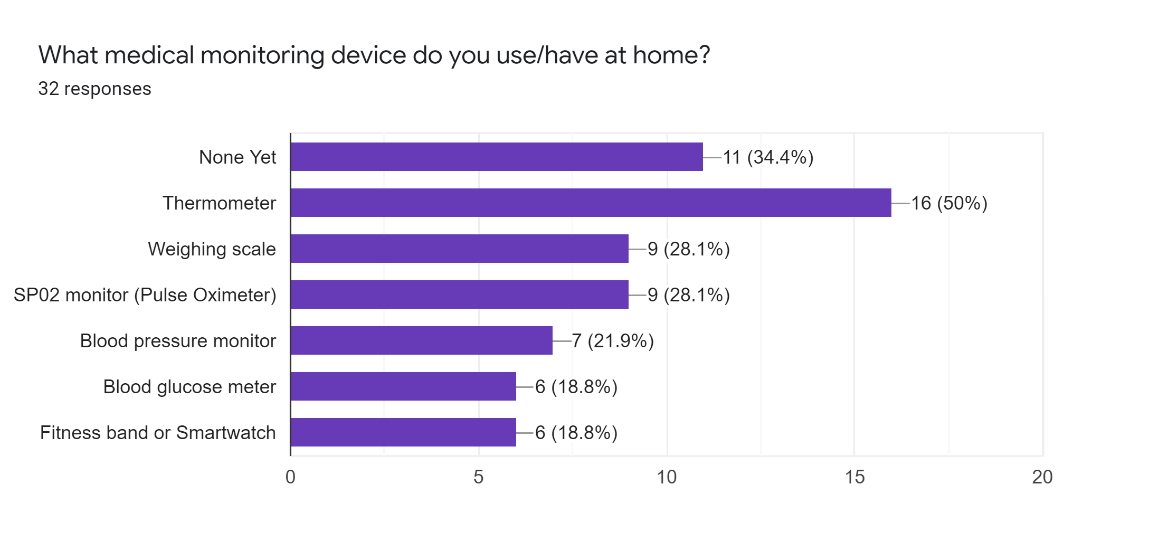 What medical monitoring device do you use/have at home?
32 responses
None Yet 11 (34.4%)
Thermometer 16 (50%)
Weighing scale 9 (28.1%)
SP02 monitor (Pulse Oximeter) 9 (28.1%)
Blood pressure monitor 7 (21.9%)
Blood glucose meter 6 (18.8%)
Fitness band or Smartwatch 6 (18.8%)
0 5 10 15 20